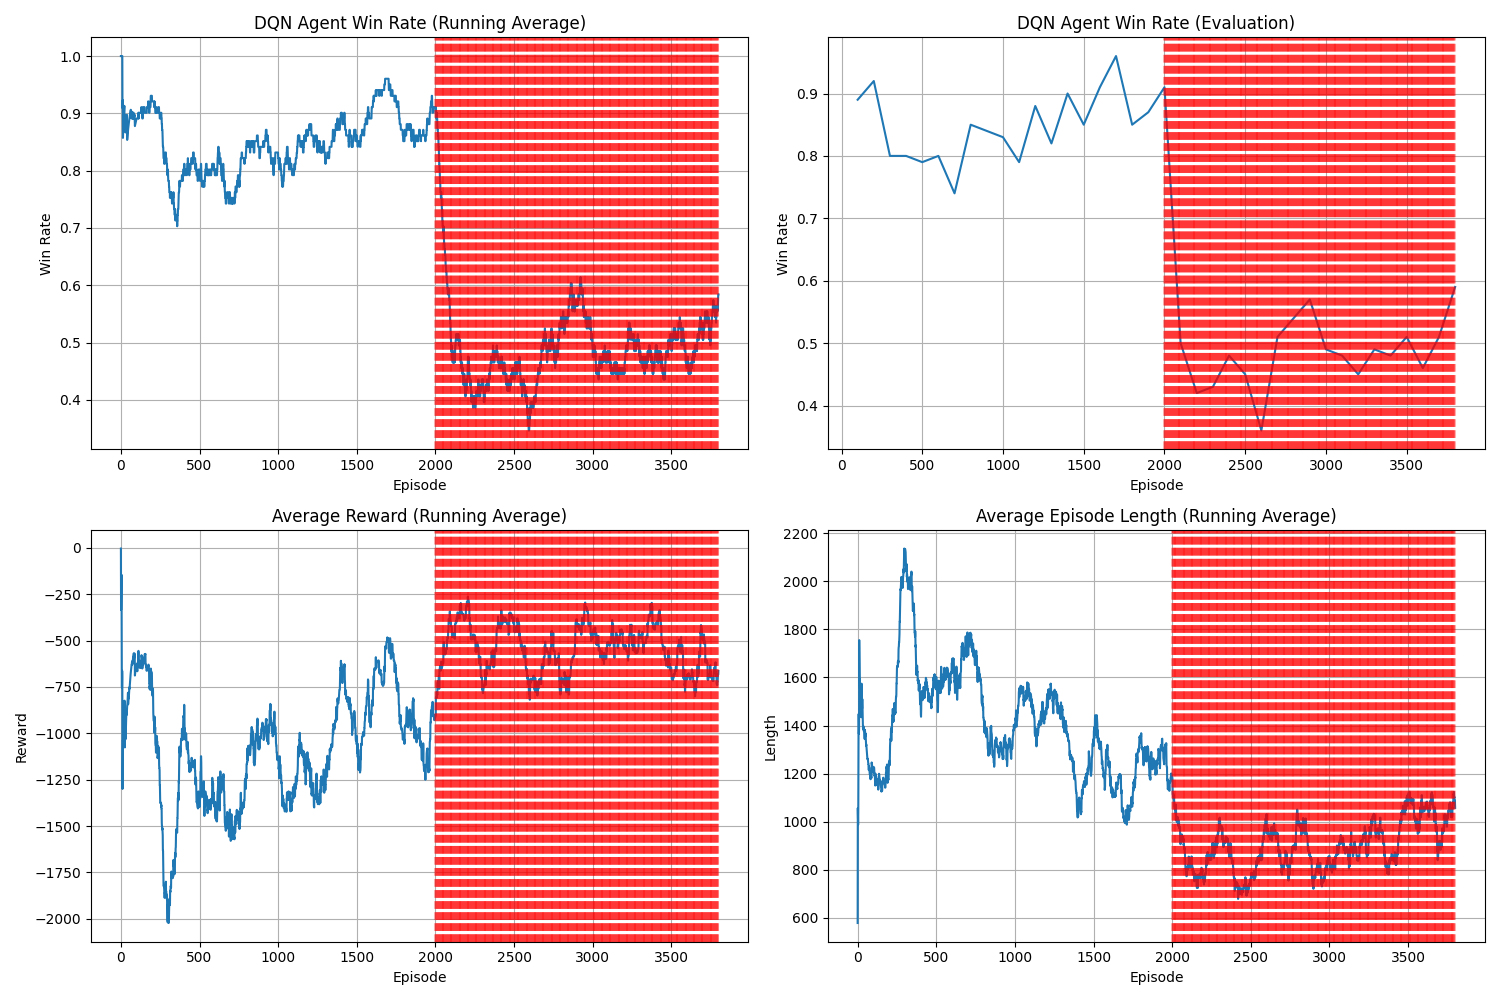 DQN Agent Win Rate (Running Average)
Win Rate
1.0
0.9
0.8
0.7
0.6
0.5
0.4
0 500 1000 1500 2000 2500 3000 3500
Episode
DQN Agent Win Rate (Evaluation)
Win Rate
0.9
0.8
0.7
0.6
0.5
0.4
0 500 1000 1500 2000 2500 3000 3500
Episode
Average Reward (Running Average)
Reward
0
−250
−500
−750
−1000
−1250
−1500
−1750
−2000
0 500 1000 1500 2000 2500 3000 3500
Episode
Average Episode Length (Running Average)
Length
2200
2000
1800
1600
1400
1200
1000
800
600
0 500 1000 1500 2000 2500 3000 3500
Episode